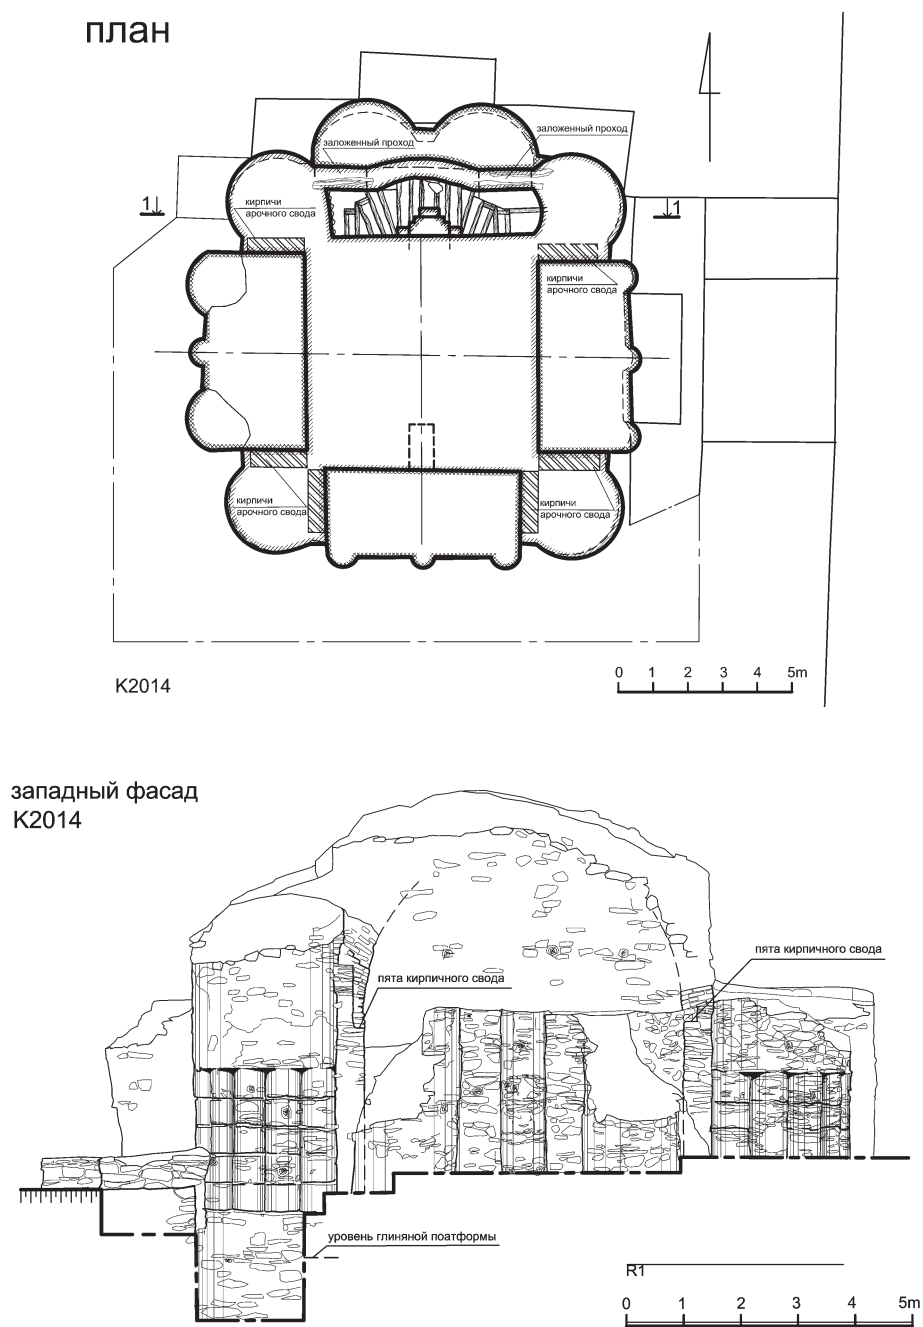 план
заложенный проход
заложенный проход
кирпичи
арочного свода
1
1
кирпичи
арочного свода
кирпичи
арочного свода
кирпичи
арочного свода
K2014
0 1 2 3 4 5m
западный фасад
K2014
пята кирпичного свода
пята кирпичного свода
уровень глиняной поатформы
R1
0 1 2 3 4 5m